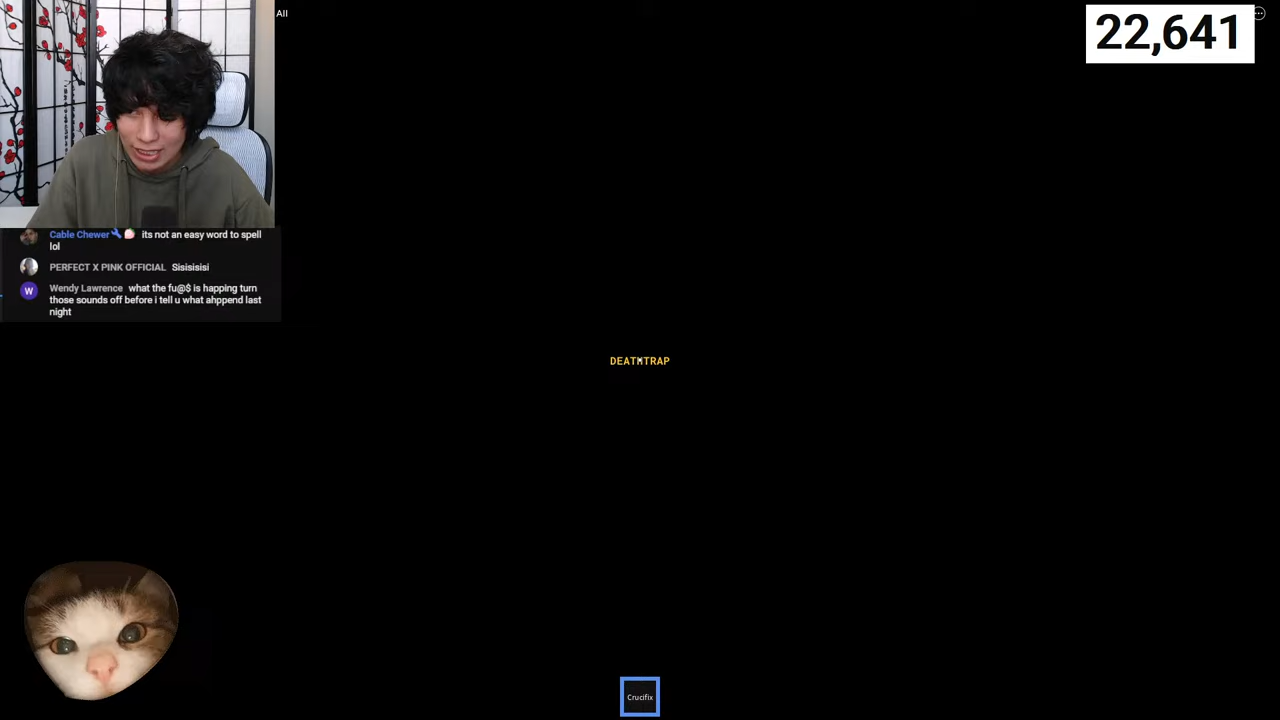 All
22,641
Cable Chewer its not an easy word to spell
lol
PERFECT X PINK OFFICIAL Sisisisisi
W
Wendy Lawrence what the fu@$ is happing turn
those sounds off before i tell u what ahppend last
night
DEATHTRAP
Crucifix